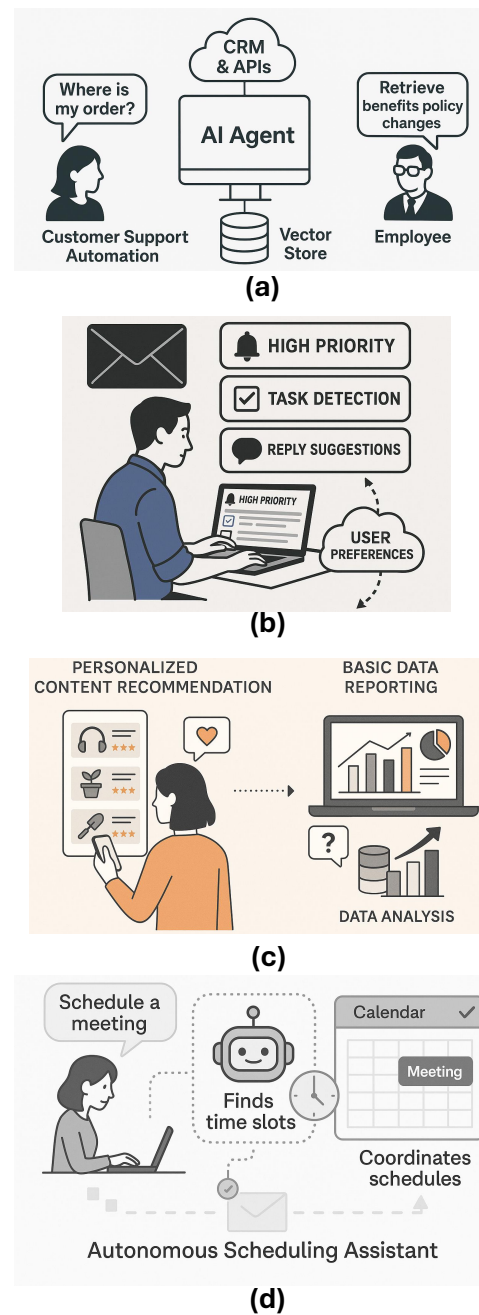 CRM
& APIs
Where is
my order?
AI Agent
Retrieve
benefits policy
changes
Customer Support
Automation
Vector
Store
Employee
(a)
HIGH PRIORITY
TASK DETECTION
REPLY SUGGESTIONS
HIGH PRIORITY
USER
PREFERENCES
(b)
PERSONALIZED
CONTENT RECOMMENDATION
BASIC DATA
REPORTING
?
DATA ANALYSIS
(c)
Schedule a
meeting
Finds
time slots
Calendar
Meeting
Coordinates
schedules
Autonomous Scheduling Assistant
(d)